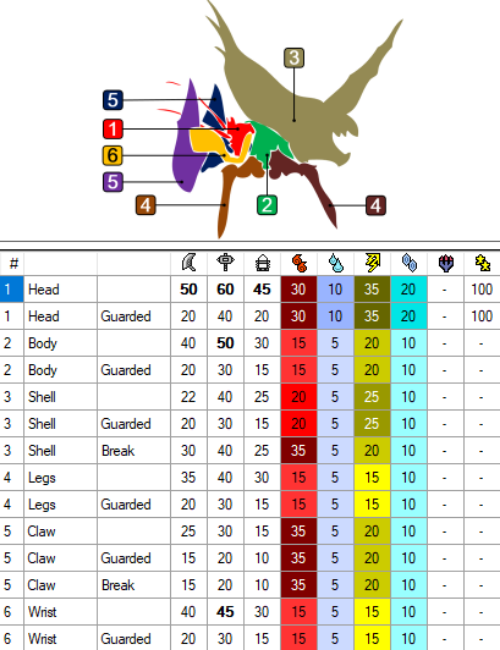 3
5
1
6
5
4
2
4
#
1 Head 50 60 45 30 10 35 20 - 100
1 Head Guarded 20 40 20 30 10 35 20 - 100
2 Body 40 50 30 15 5 20 10 - -
2 Body Guarded 20 30 15 15 5 20 10 - -
3 Shell 22 40 25 20 5 25 10 - -
3 Shell Guarded 20 30 15 20 5 25 10 - -
3 Shell Break 30 40 25 35 5 20 10 - -
4 Legs 35 40 30 15 5 15 10 - -
4 Legs Guarded 20 30 15 15 5 15 10 - -
5 Claw 25 30 15 35 5 20 10 - -
5 Claw Guarded 15 20 10 35 5 20 10 - -
5 Claw Break 15 20 10 35 5 20 10 - -
6 Wrist 40 45 30 15 5 15 10 - -
6 Wrist Guarded 20 30 15 15 5 15 10 - -